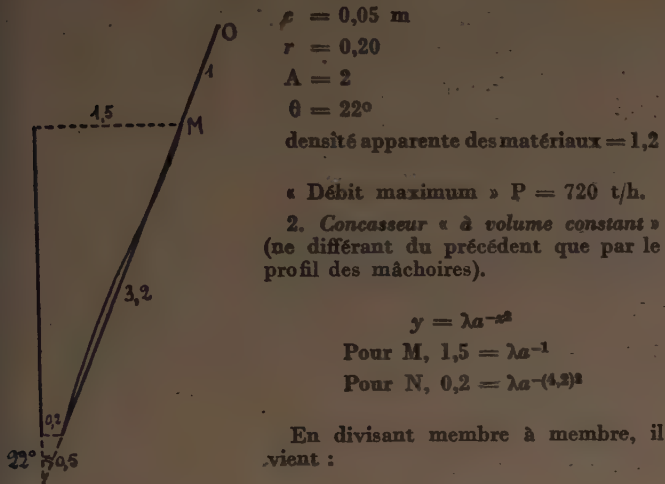 O
1
1,5
M
3,2
0,2
22°
0,5
e = 0,05 m
r = 0,20
A = 2
θ = 22°
densité apparente des matériaux = 1,2
« Débit maximum » P = 720 t/h.
2. Concasseur « à volume constant »
(ne différant du précédent que par le
profil des mâchoires).
y = λa⁻ˣ²
Pour M, 1,5 = λa⁻¹
Pour N, 0,2 = λa⁻⁽⁴,²⁾²
En divisant membre à membre, il
vient :